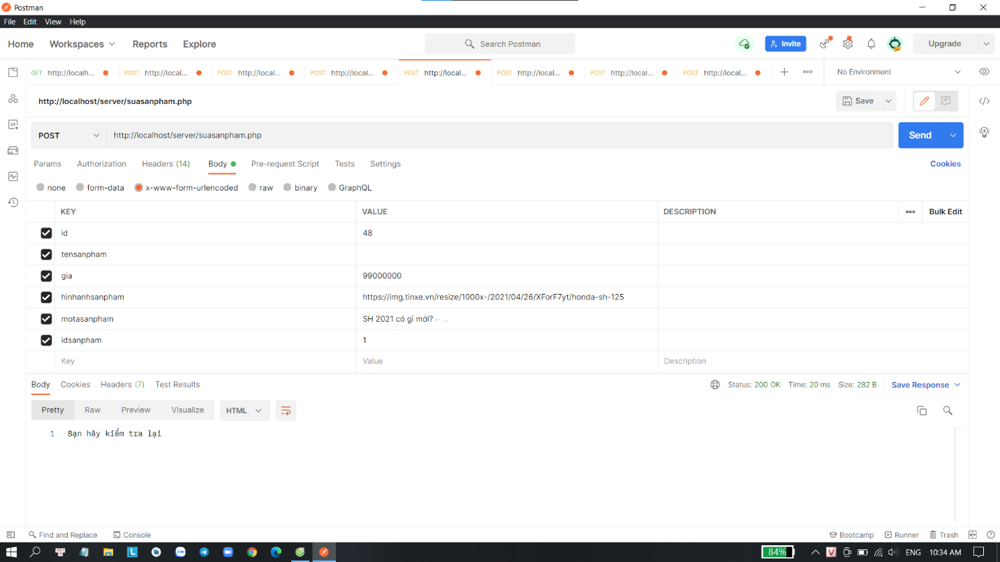 Postman
File Edit View Help
Home Workspaces Reports Explore Search Postman Invite Upgrade
GET http://localh... POST http://local... POST http://local... POST http://local... POST http://local... POST http://local... POST http://local... POST http://local... No Environment
http://localhost/server/suasanpham.php Save
POST http://localhost/server/suasanpham.php Send
Params Authorization Headers (14) Body Pre-request Script Tests Settings Cookies
none form-data x-www-form-urlencoded raw binary GraphQL
KEY VALUE DESCRIPTION Bulk Edit
id 48
tensanpham
gia 99000000
hinhanhsanpham https://img.tinxe.vn/resize/1000x-/2021/04/26/XForF7yt/honda-sh-125
motasanpham SH 2021 có gì mới? ...
idsanpham 1
Key Value Description
Body Cookies Headers (7) Test Results Status: 200 OK Time: 20 ms Size: 282 B Save Response
Pretty Raw Preview Visualize HTML
1 Bạn hãy kiểm tra lại
Find and Replace Console Bootcamp Runner Trash
L Zalo 84% V ENG 10:34 AM